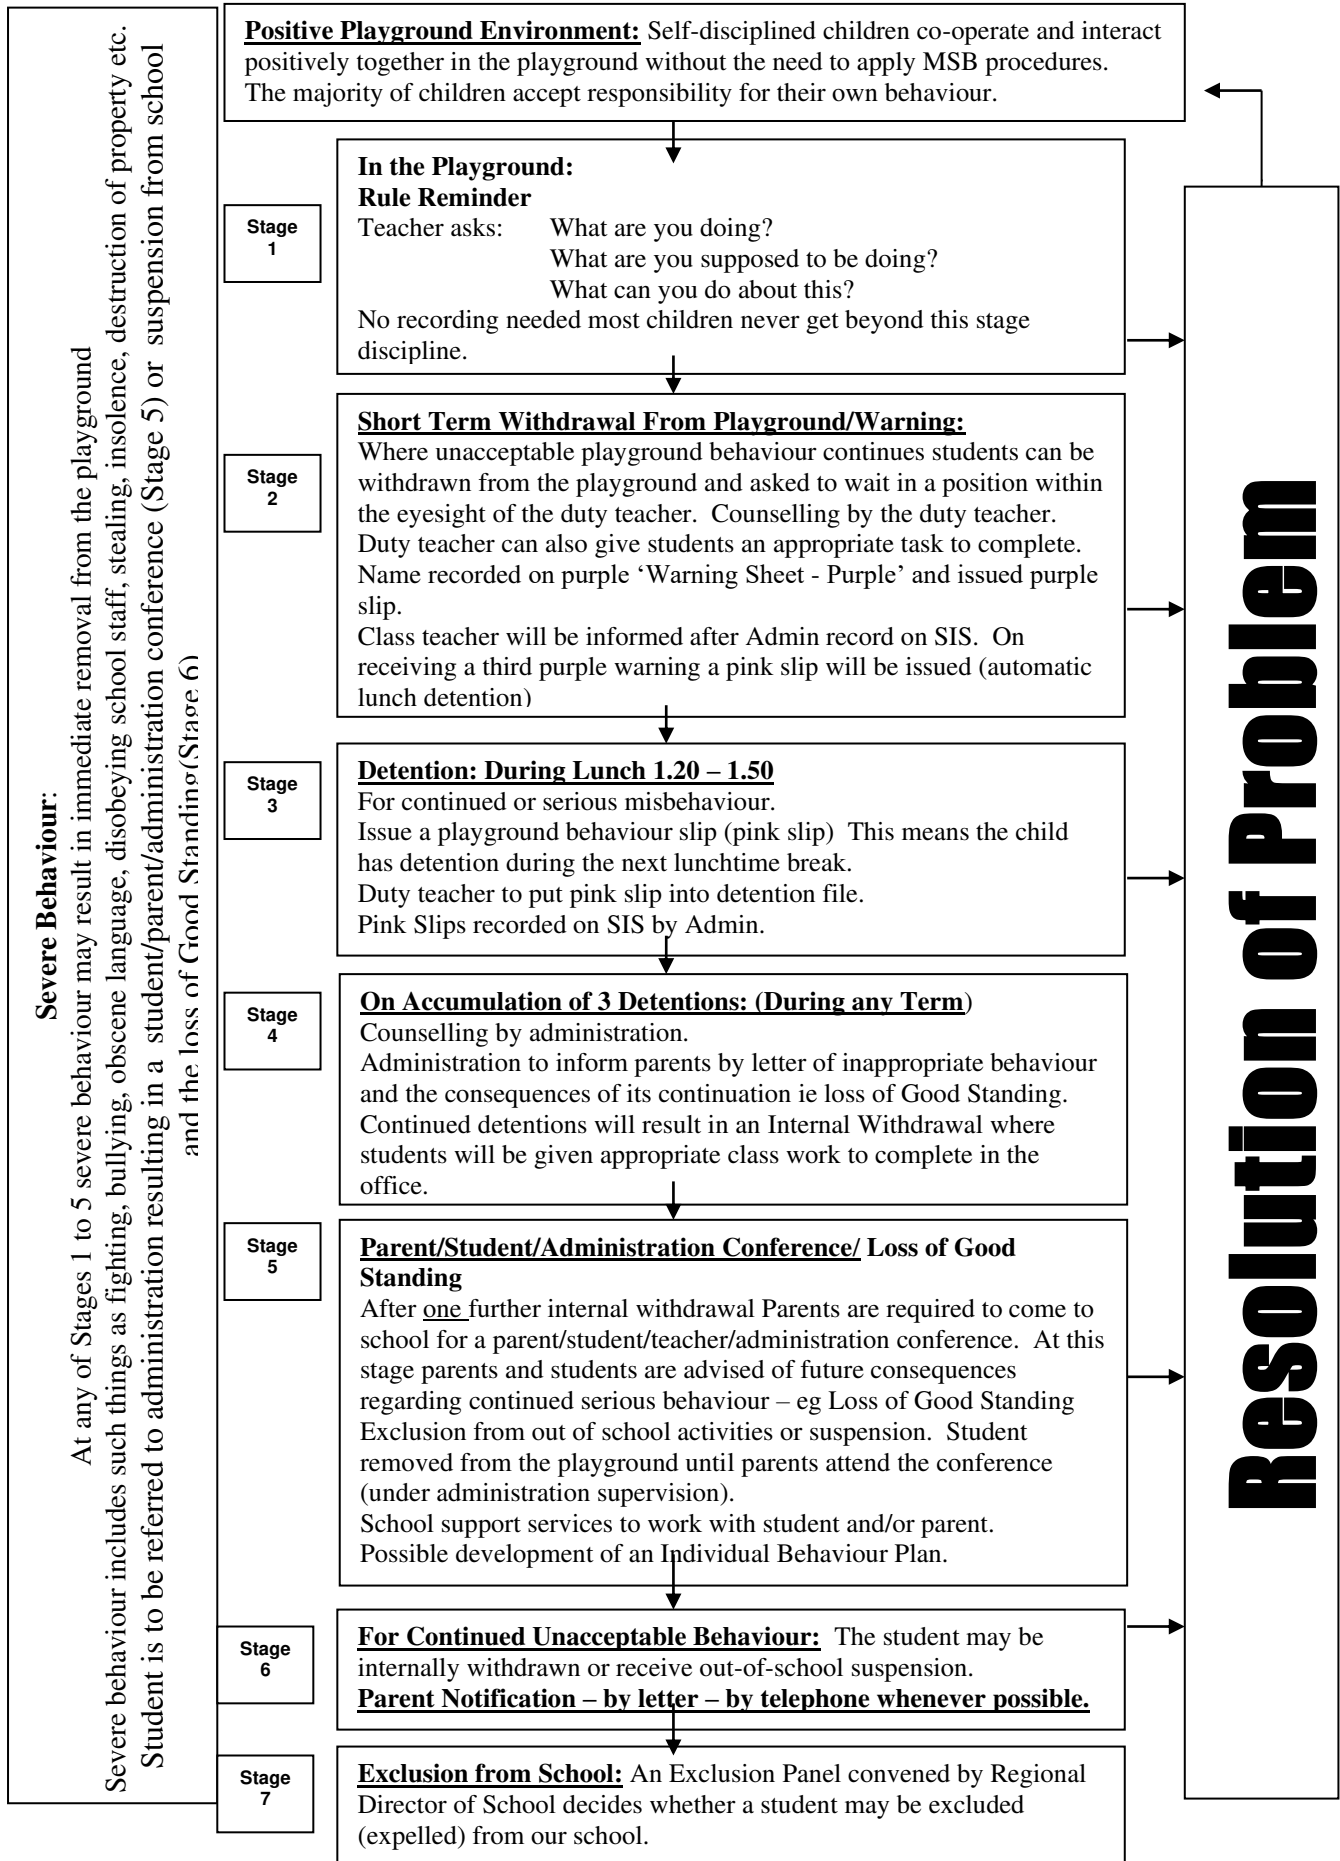 Severe Behaviour:
At any of Stages 1 to 5 severe behaviour may result in immediate removal from the playground
Severe behaviour includes such things as fighting, bullying, obscene language, disobeying school staff, stealing, insolence, destruction of property etc.
Student is to be referred to administration resulting in a student/parent/administration conference (Stage 5) or suspension from school
and the loss of Good Standing(Stage 6)
Positive Playground Environment: Self-disciplined children co-operate and interact
positively together in the playground without the need to apply MSB procedures.
The majority of children accept responsibility for their own behaviour.
Stage
1
In the Playground:
Rule Reminder
Teacher asks: What are you doing?
What are you supposed to be doing?
What can you do about this?
No recording needed most children never get beyond this stage
discipline.
Stage
2
Short Term Withdrawal From Playground/Warning:
Where unacceptable playground behaviour continues students can be
withdrawn from the playground and asked to wait in a position within
the eyesight of the duty teacher. Counselling by the duty teacher.
Duty teacher can also give students an appropriate task to complete.
Name recorded on purple ‘Warning Sheet - Purple’ and issued purple
slip.
Class teacher will be informed after Admin record on SIS. On
receiving a third purple warning a pink slip will be issued (automatic
lunch detention)
Stage
3
Detention: During Lunch 1.20 – 1.50
For continued or serious misbehaviour.
Issue a playground behaviour slip (pink slip) This means the child
has detention during the next lunchtime break.
Duty teacher to put pink slip into detention file.
Pink Slips recorded on SIS by Admin.
Stage
4
On Accumulation of 3 Detentions: (During any Term)
Counselling by administration.
Administration to inform parents by letter of inappropriate behaviour
and the consequences of its continuation ie loss of Good Standing.
Continued detentions will result in an Internal Withdrawal where
students will be given appropriate class work to complete in the
office.
Stage
5
Parent/Student/Administration Conference/ Loss of Good
Standing
After one further internal withdrawal Parents are required to come to
school for a parent/student/teacher/administration conference. At this
stage parents and students are advised of future consequences
regarding continued serious behaviour – eg Loss of Good Standing
Exclusion from out of school activities or suspension. Student
removed from the playground until parents attend the conference
(under administration supervision).
School support services to work with student and/or parent.
Possible development of an Individual Behaviour Plan.
Stage
6
For Continued Unacceptable Behaviour: The student may be
internally withdrawn or receive out-of-school suspension.
Parent Notification – by letter – by telephone whenever possible.
Stage
7
Exclusion from School: An Exclusion Panel convened by Regional
Director of School decides whether a student may be excluded
(expelled) from our school.
Resolution of Problem